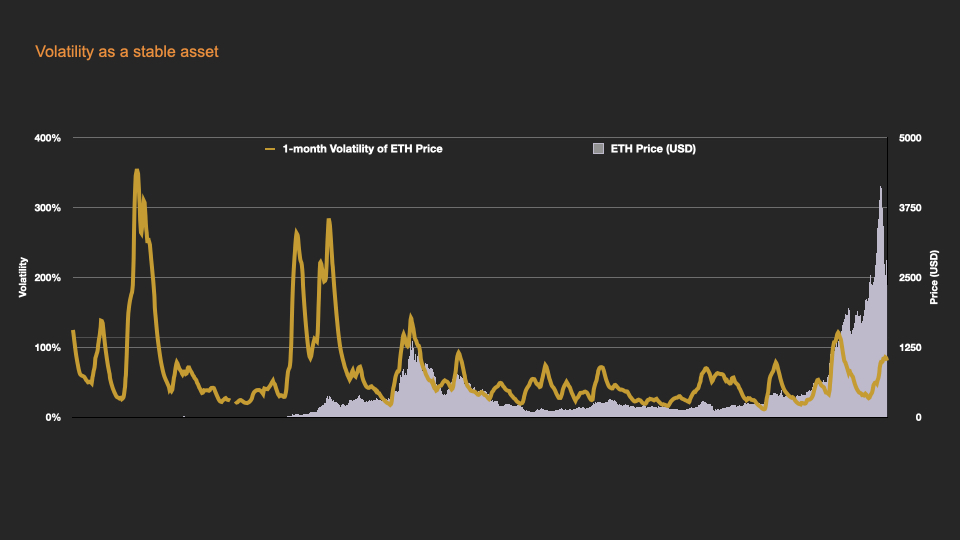 Volatility as a stable asset
400%
5000
1-month Volatility of ETH Price
ETH Price (USD)
300%
3750
Volatility
200%
2500
Price (USD)
100%
1250
0%
0